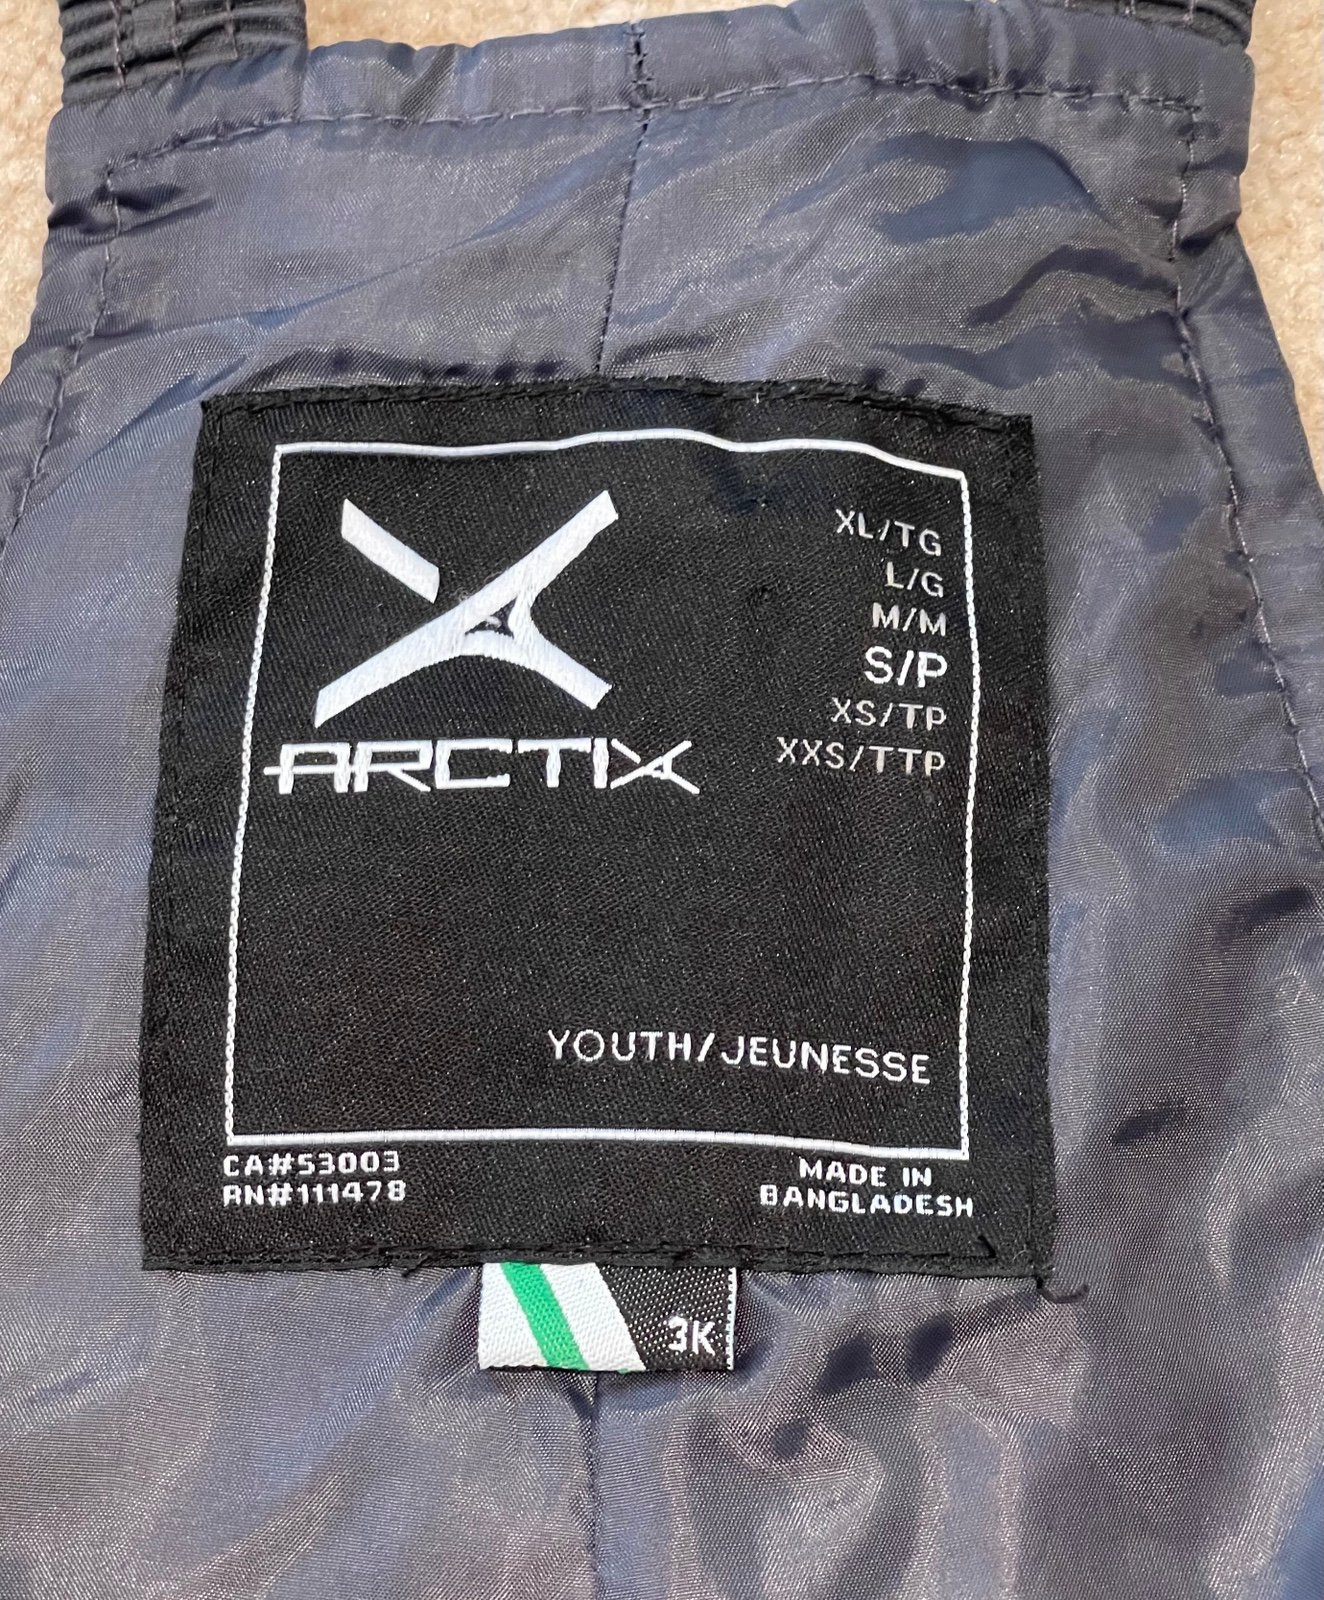 XL/TG
L/G
M/M
S/P
XS/TP
XXS/TTP
ARCTIX
YOUTH/JEUNESSE
CA#53003
RN#111478
MADE IN
BANGLADESH
3K